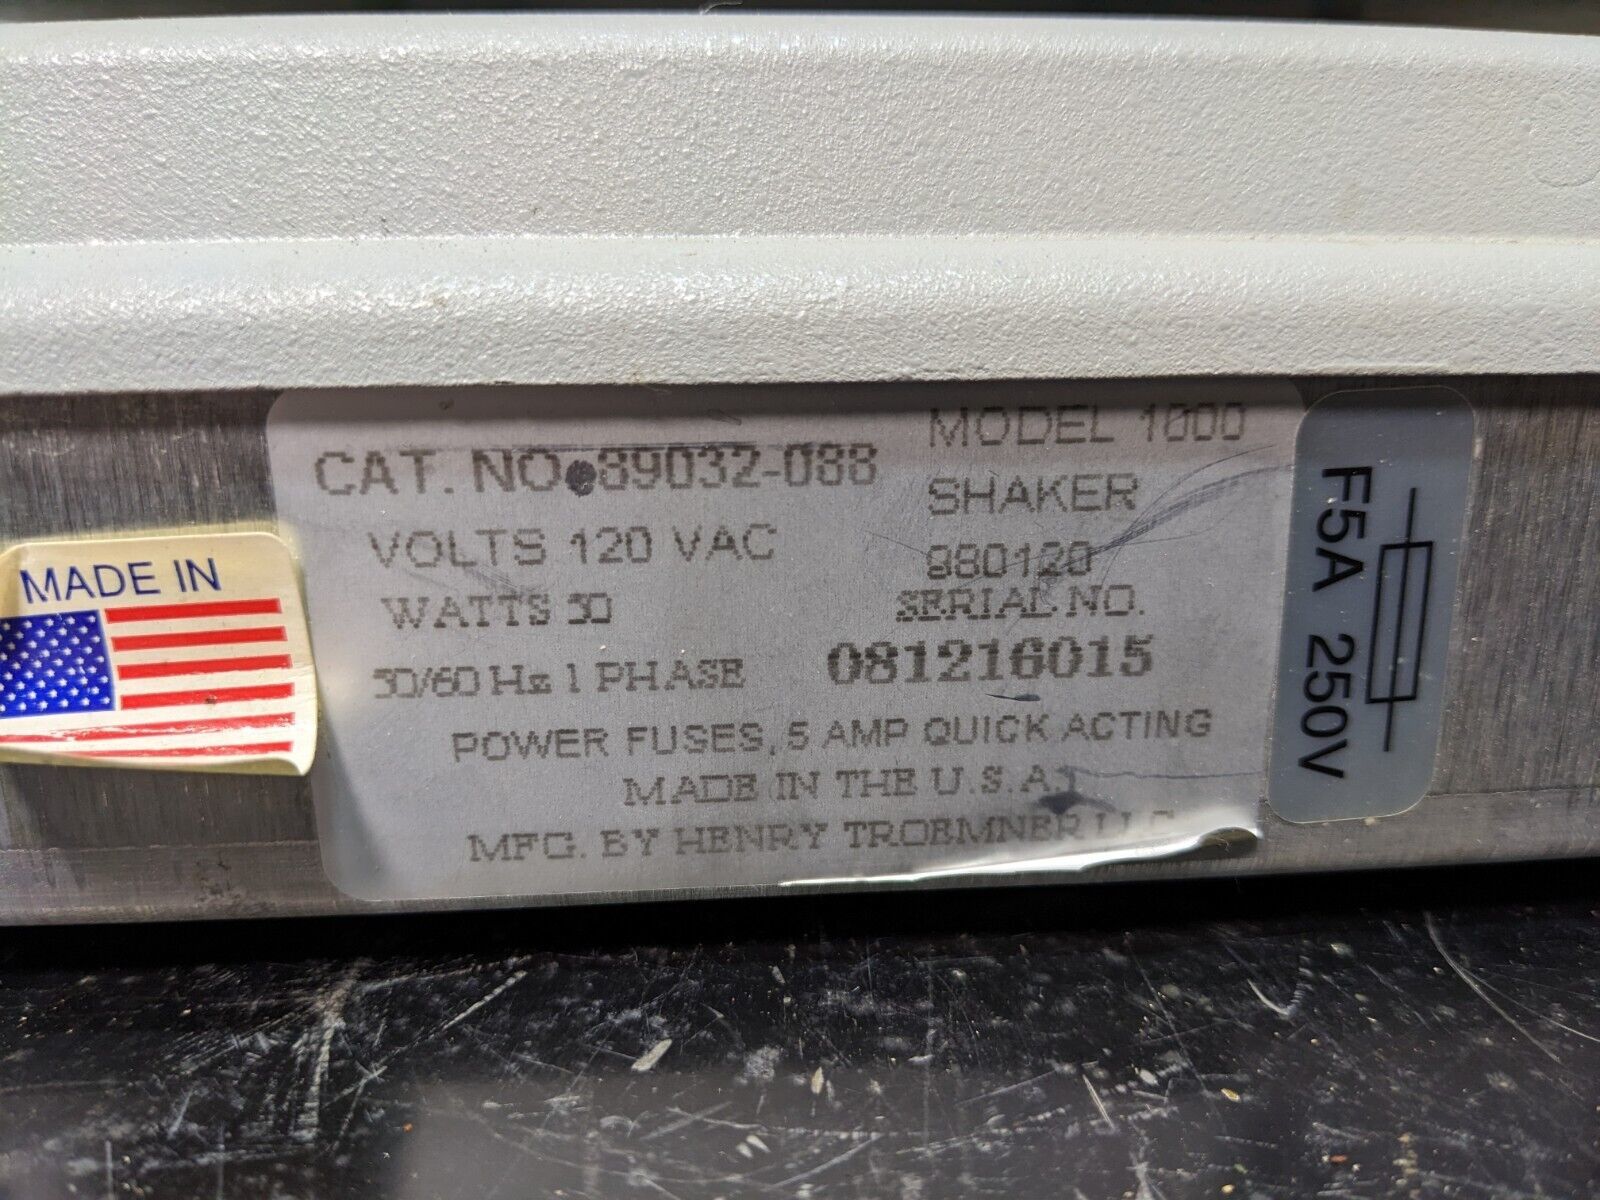 MADE IN
CAT. NO. 89032-088
VOLTS 120 VAC
WATTS 50
50/60 Hz 1 PHASE
MODEL 1000
SHAKER
980120
SERIAL NO.
081216015
POWER FUSES, 5 AMP QUICK ACTING
MADE IN THE U.S.A.
MFG. BY HENRY TROEMNER LLC
F5A 250V